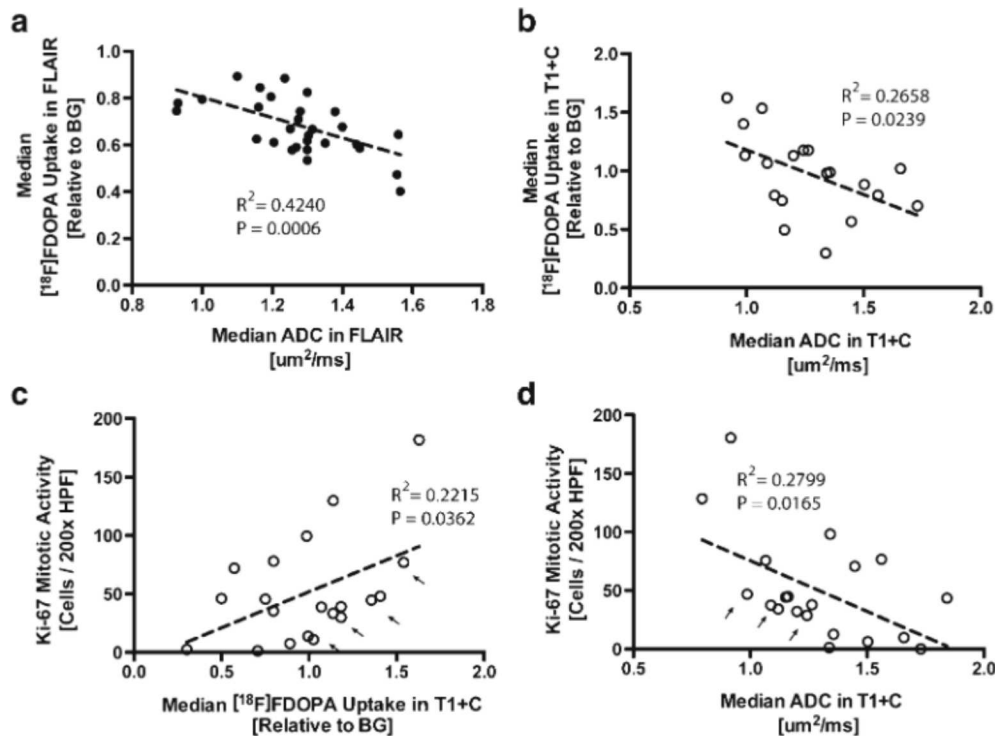 a
Median
[¹⁸F]FDOPA Uptake in FLAIR
[Relative to BG]
1.0
0.8
0.6
0.4
0.2
0.0
R² = 0.4240
P = 0.0006
0.8 1.0 1.2 1.4 1.6 1.8
Median ADC in FLAIR
[um²/ms]
b
Median
[¹⁸F]FDOPA Uptake in T1+C
[Relative to BG]
2.0
1.5
1.0
0.5
0.0
R² = 0.2658
P = 0.0239
0.5 1.0 1.5 2.0
Median ADC in T1+C
[um²/ms]
c
Ki-67 Mitotic Activity
[Cells / 200x HPF]
200
150
100
50
0
R² = 0.2215
P = 0.0362
0.0 0.5 1.0 1.5 2.0
Median [¹⁸F]FDOPA Uptake in T1+C
[Relative to BG]
d
Ki-67 Mitotic Activity
[Cells / 200x HPF]
200
150
100
50
0
R² = 0.2799
P = 0.0165
0.5 1.0 1.5 2.0
Median ADC in T1+C
[um²/ms]